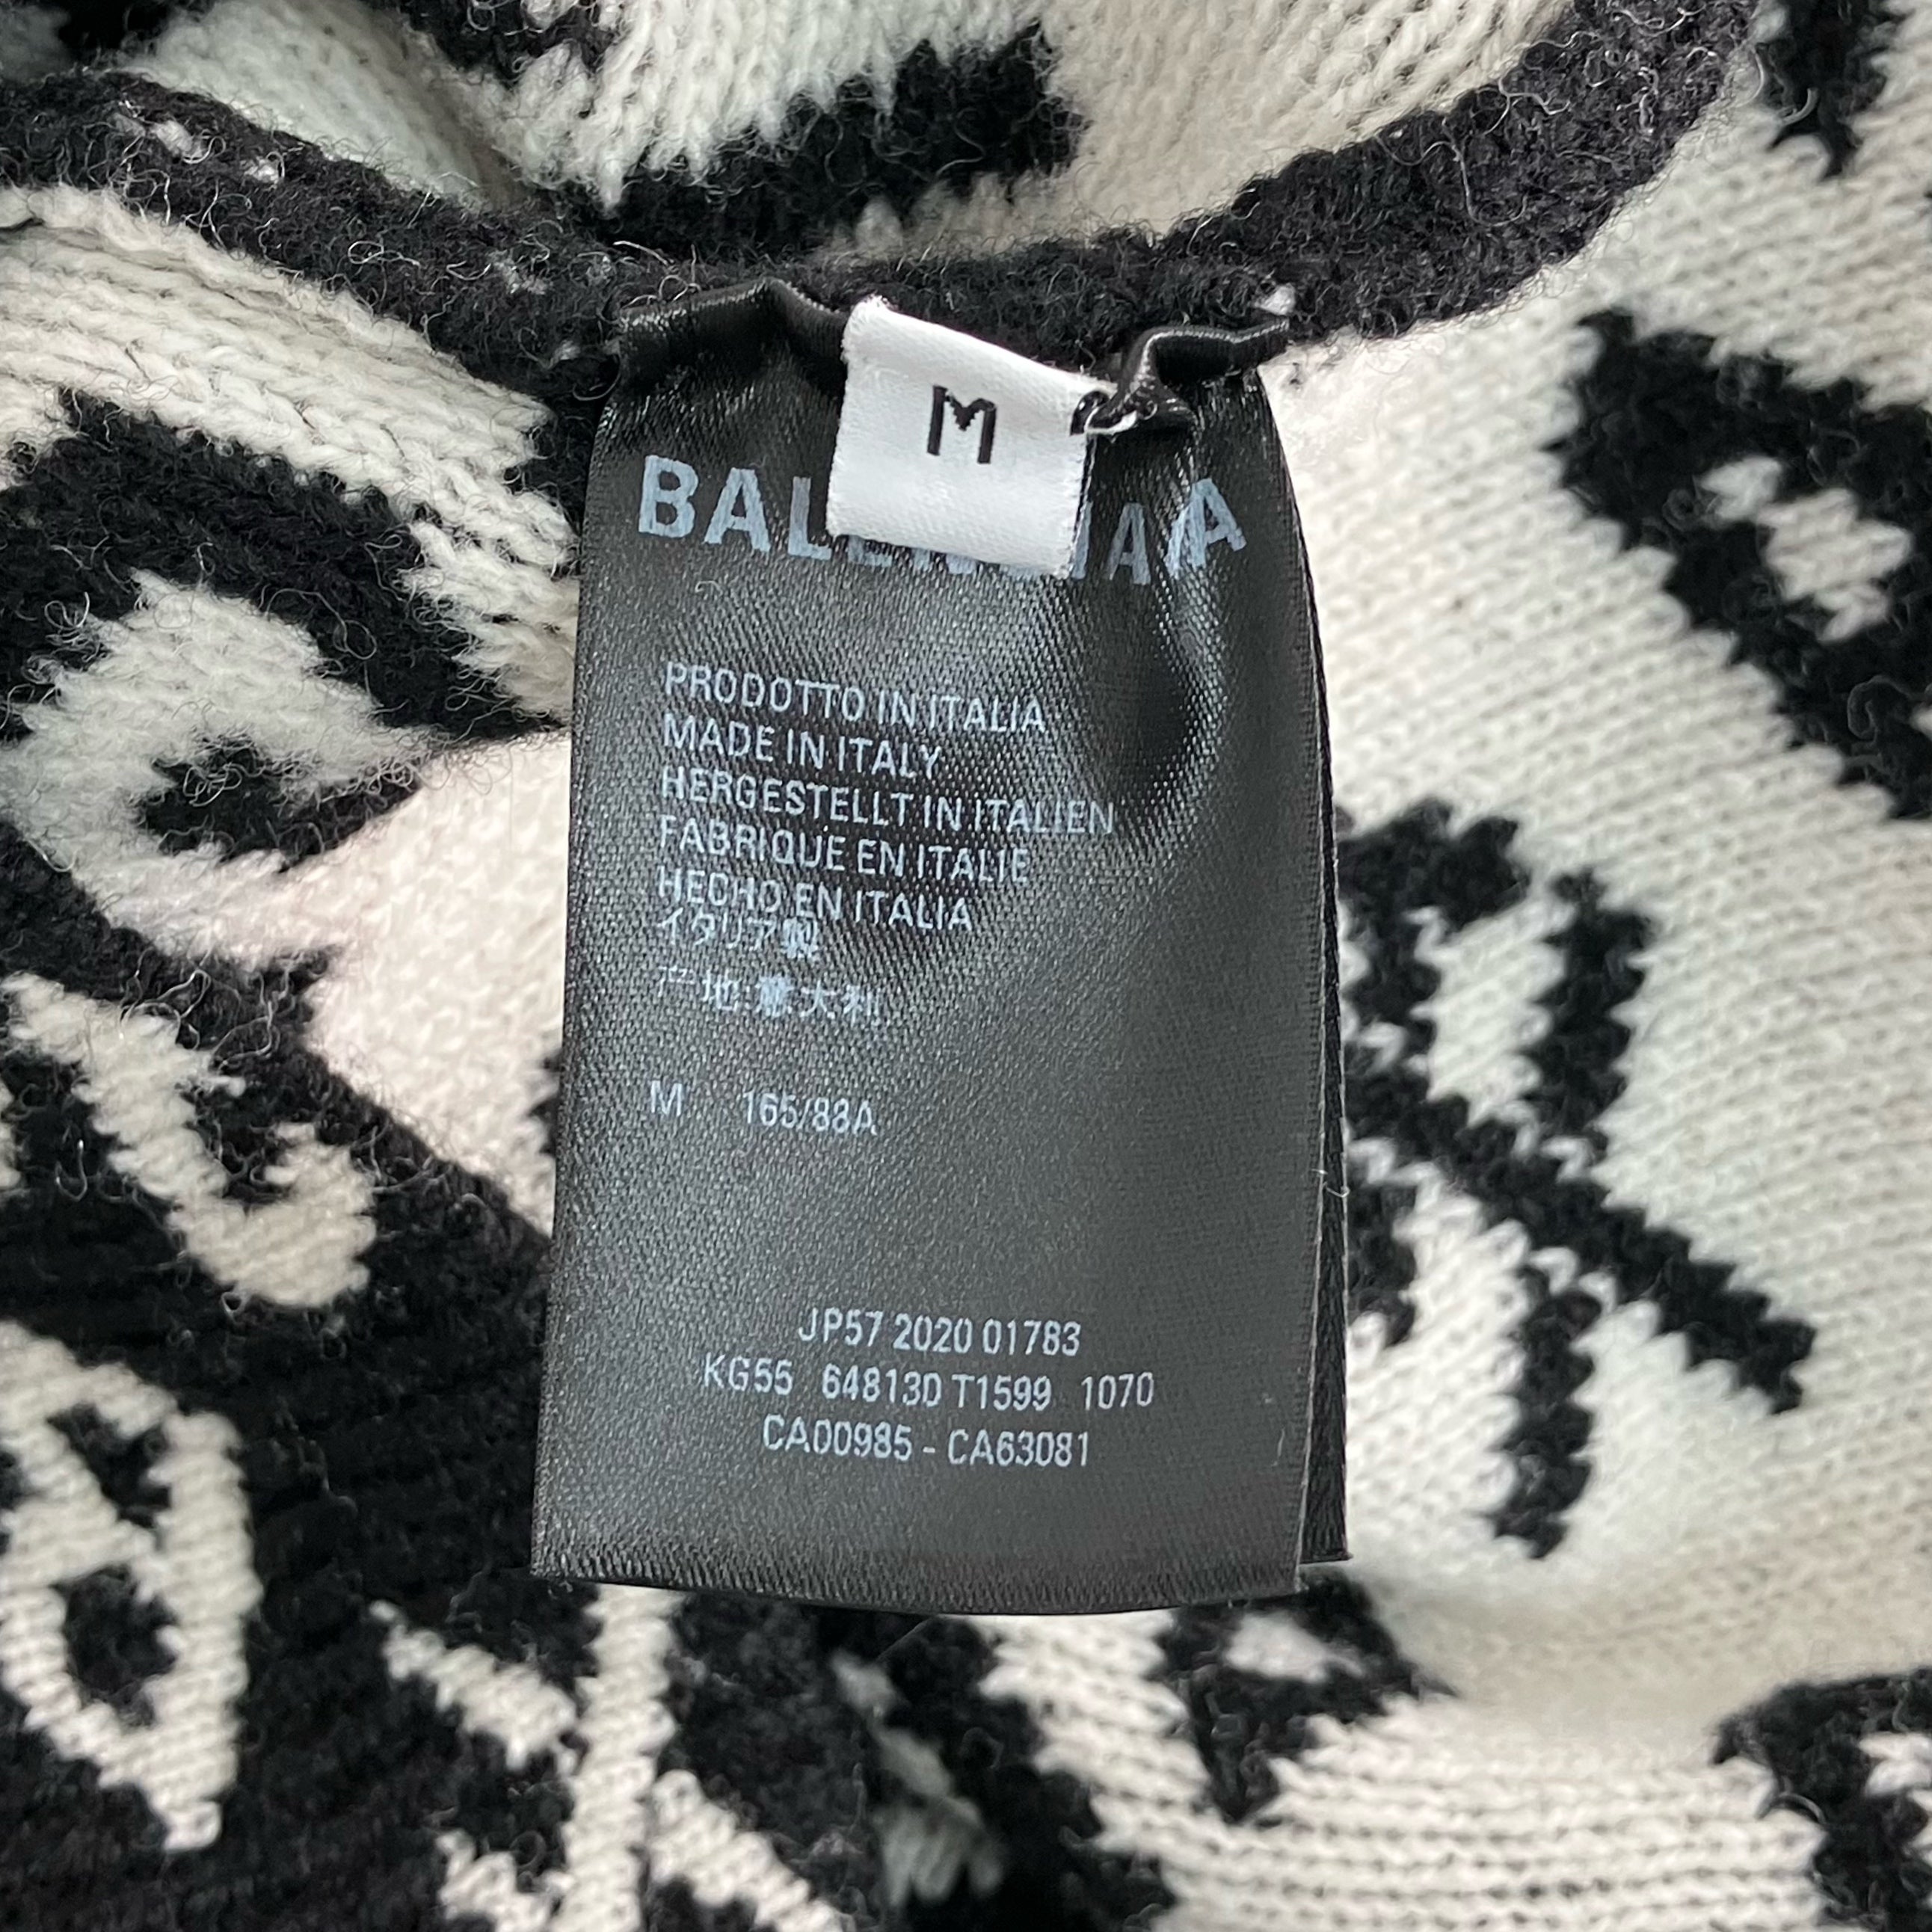 M
BALENCIAGA
PRODOTTO IN ITALIA
MADE IN ITALY
HERGESTELLT IN ITALIEN
FABRIQUE EN ITALIE
HECHO EN ITALIA
イタリア製
产地:意大利
M 165/88A
JP57 2020 01783
KG55 648130 T1599 1070
CA00985 - CA63081